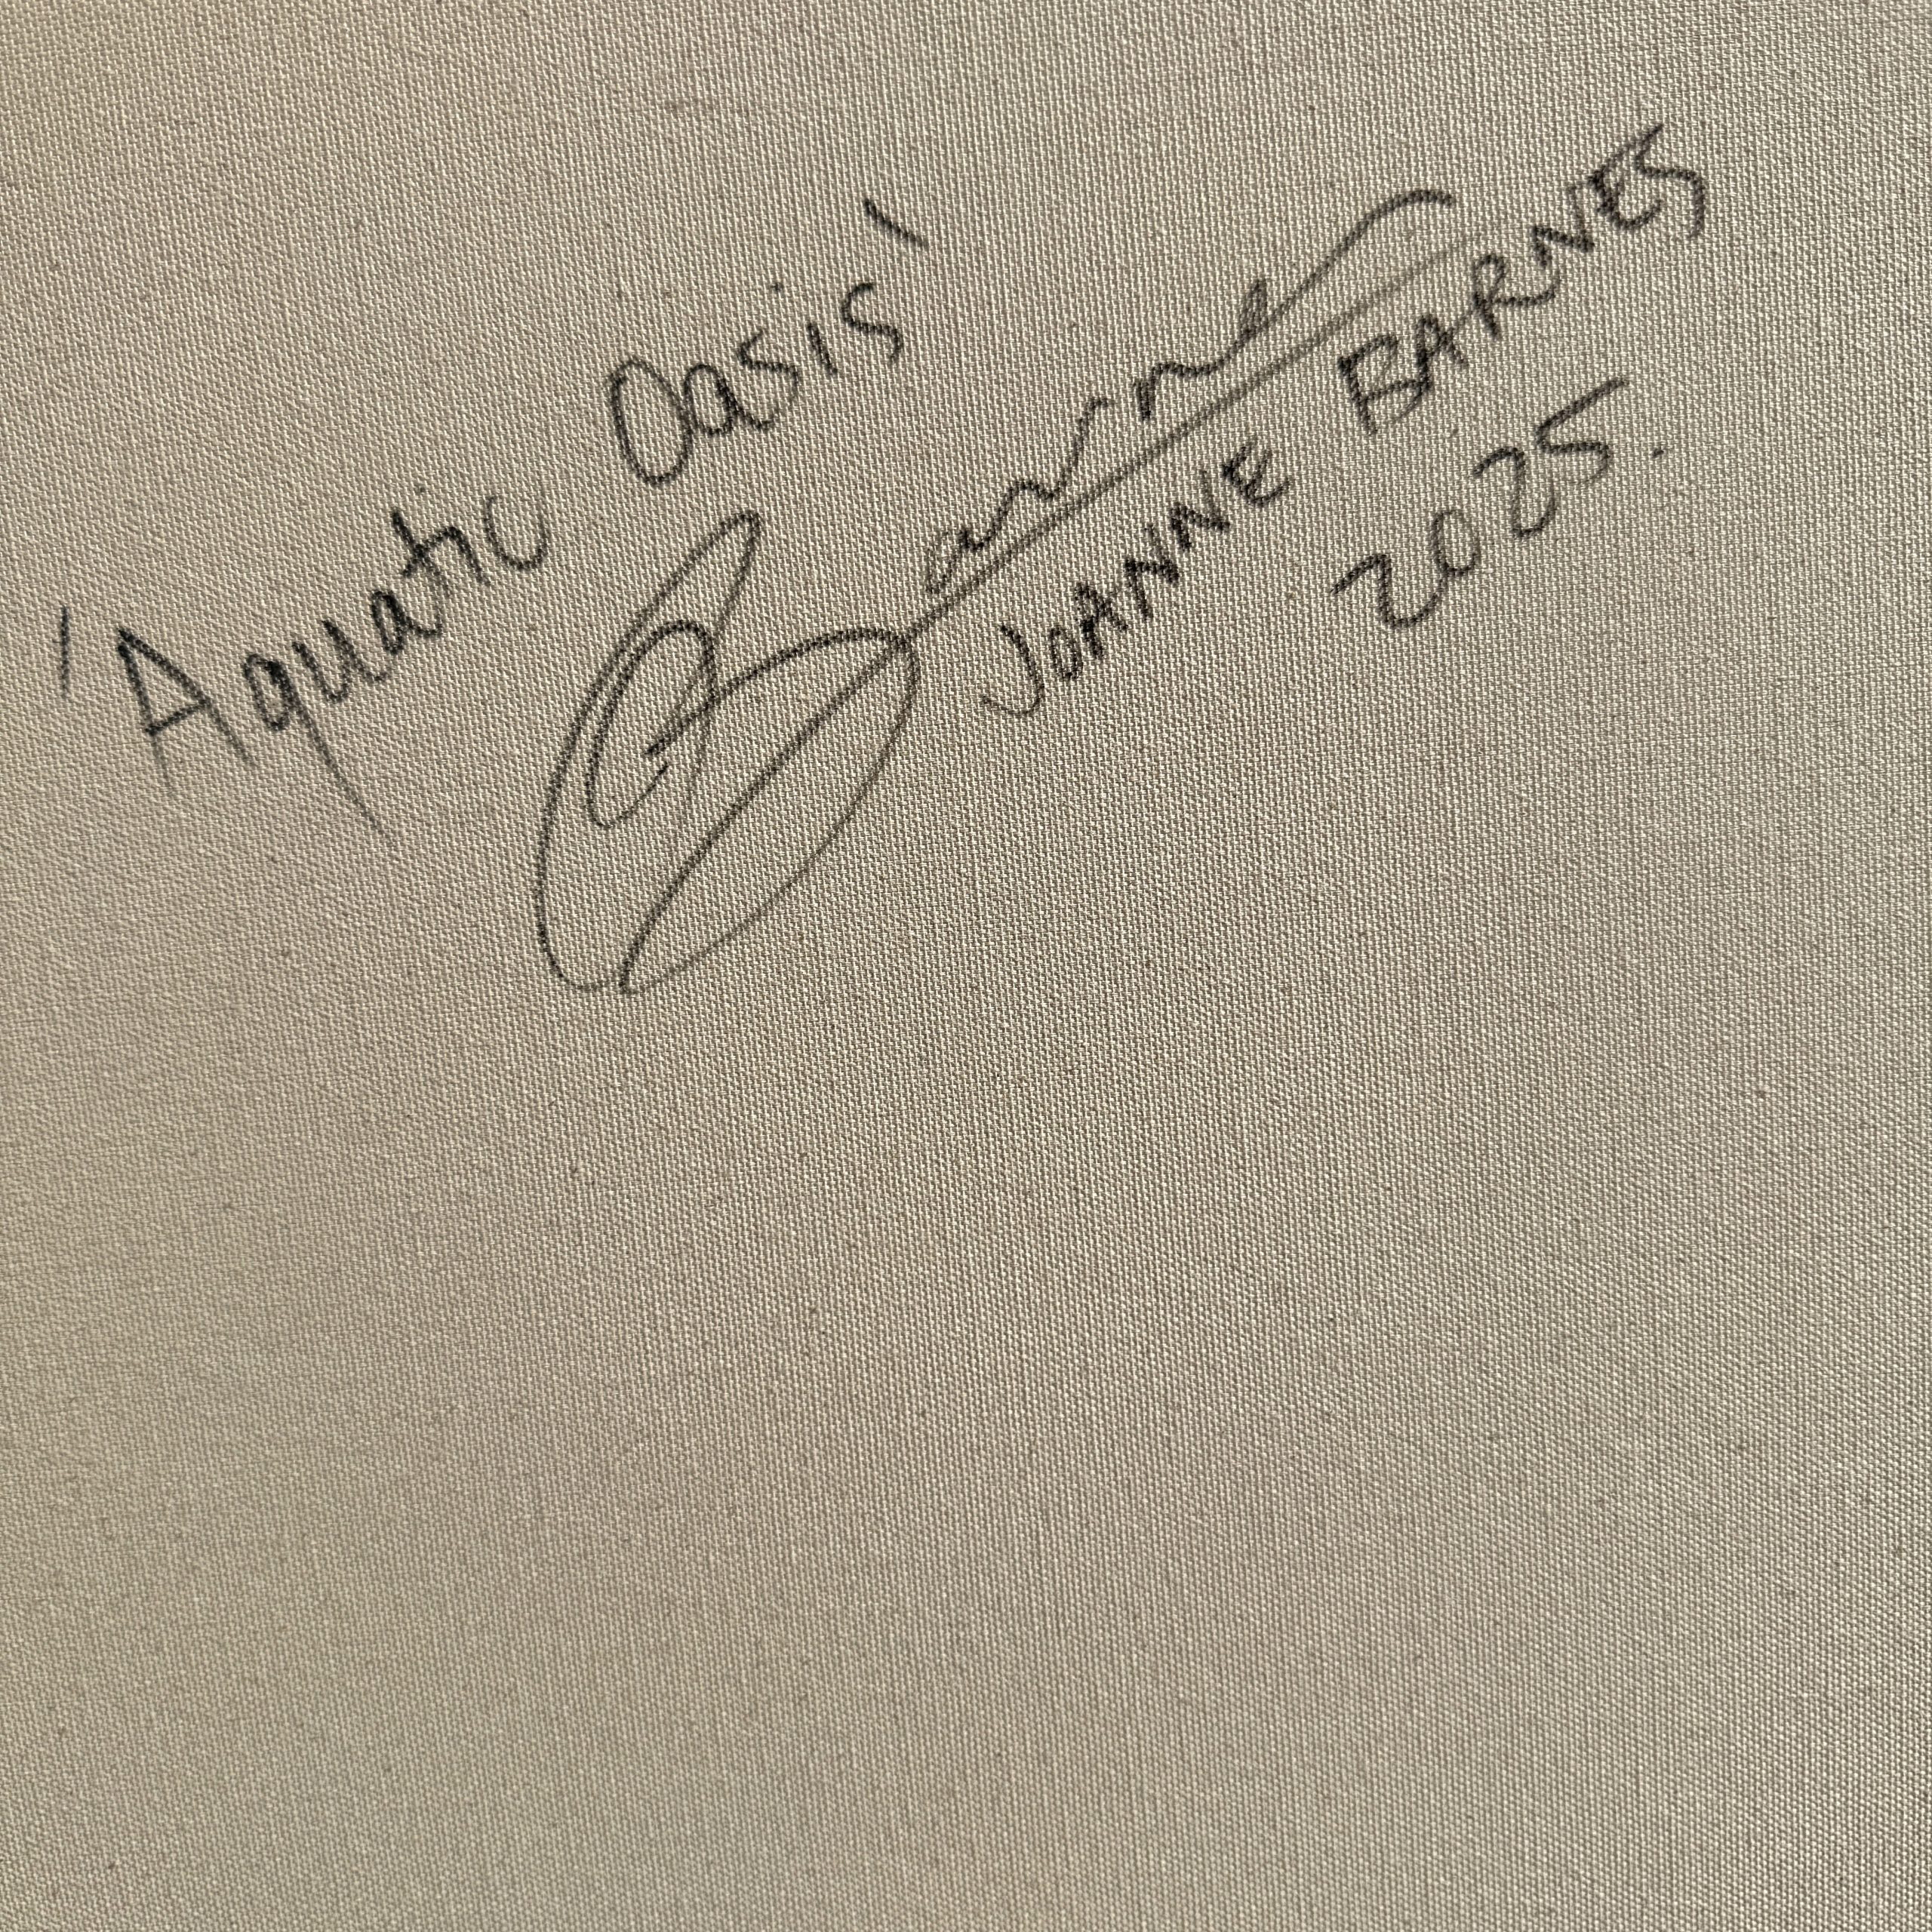 'Aquatic Oasis'
JOANNE BARNES
2025.